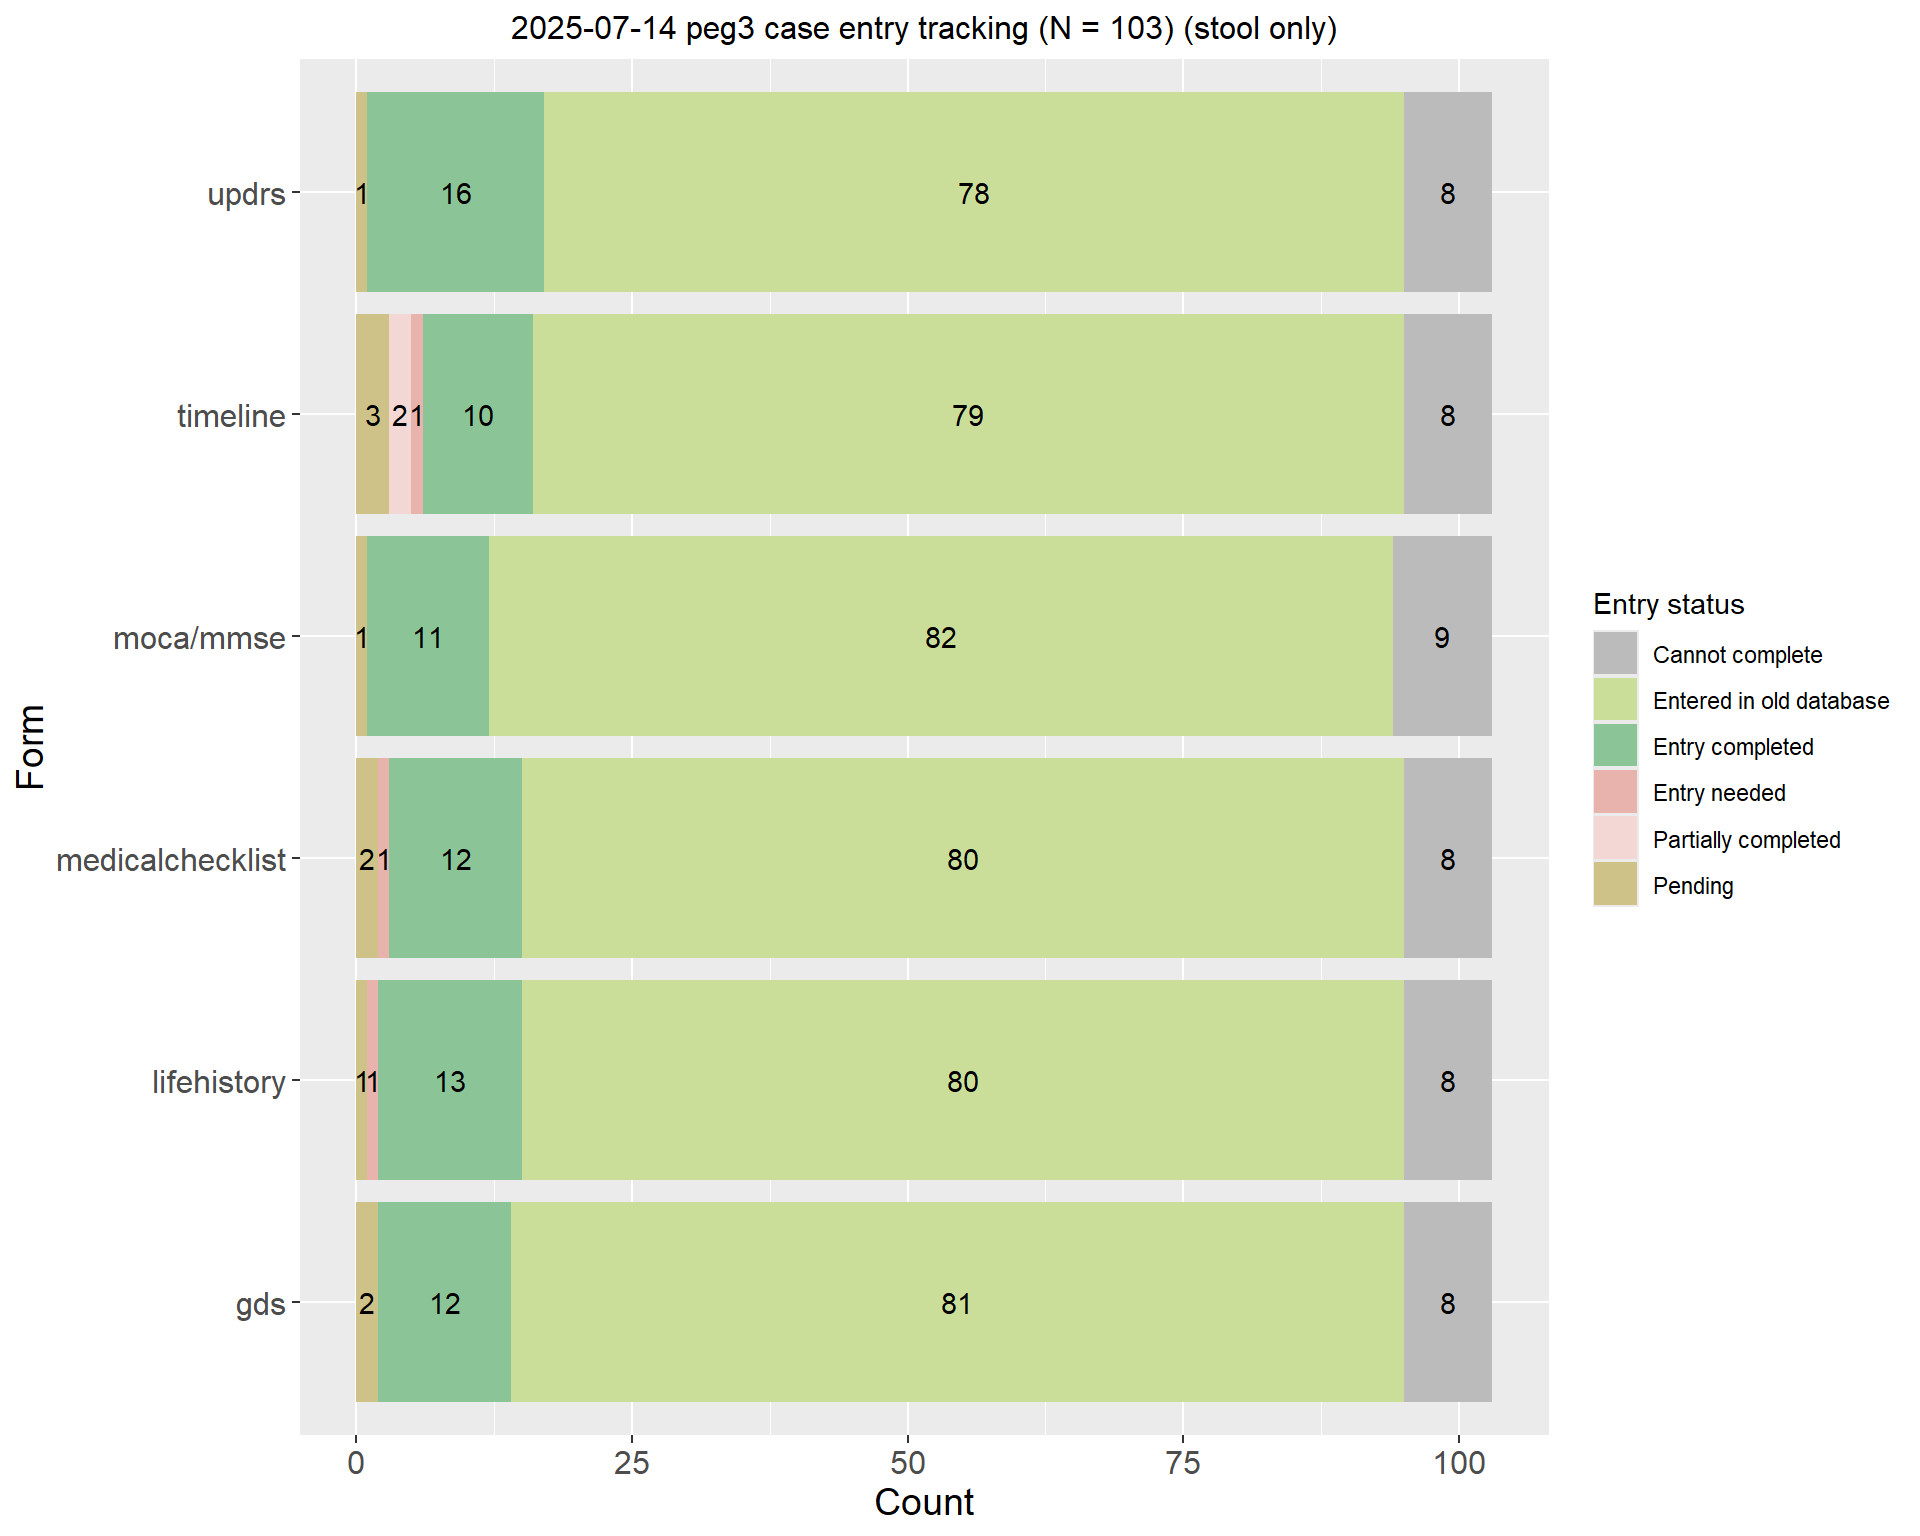 2025-07-14 peg3 case entry tracking (N = 103) (stool only)
updrs
1 16 78 8
timeline
3 2 1 10 79 8
moca/mmse
1 11 82 9
medicalchecklist
2 1 12 80 8
lifehistory
1 1 13 80 8
gds
2 12 81 8
0 25 50 75 100
Count
Form
Entry status
Cannot complete
Entered in old database
Entry completed
Entry needed
Partially completed
Pending